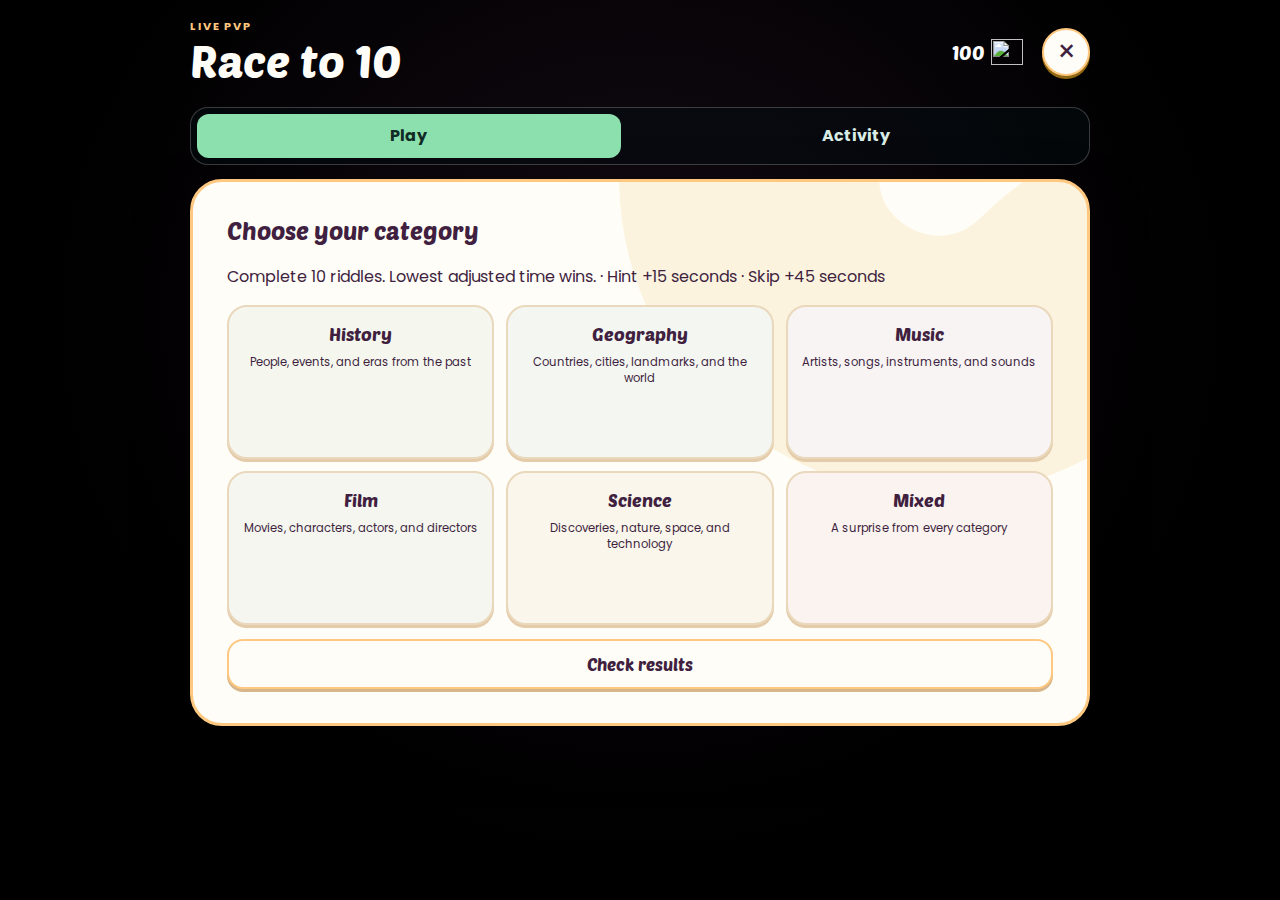 LIVE PVP
Race to 10
100
×
Play
Activity
Choose your category
Complete 10 riddles. Lowest adjusted time wins. · Hint +15 seconds · Skip +45 seconds
History
People, events, and eras from the past
Geography
Countries, cities, landmarks, and the
world
Music
Artists, songs, instruments, and sounds
Film
Movies, characters, actors, and directors
Science
Discoveries, nature, space, and
technology
Mixed
A surprise from every category
Check results